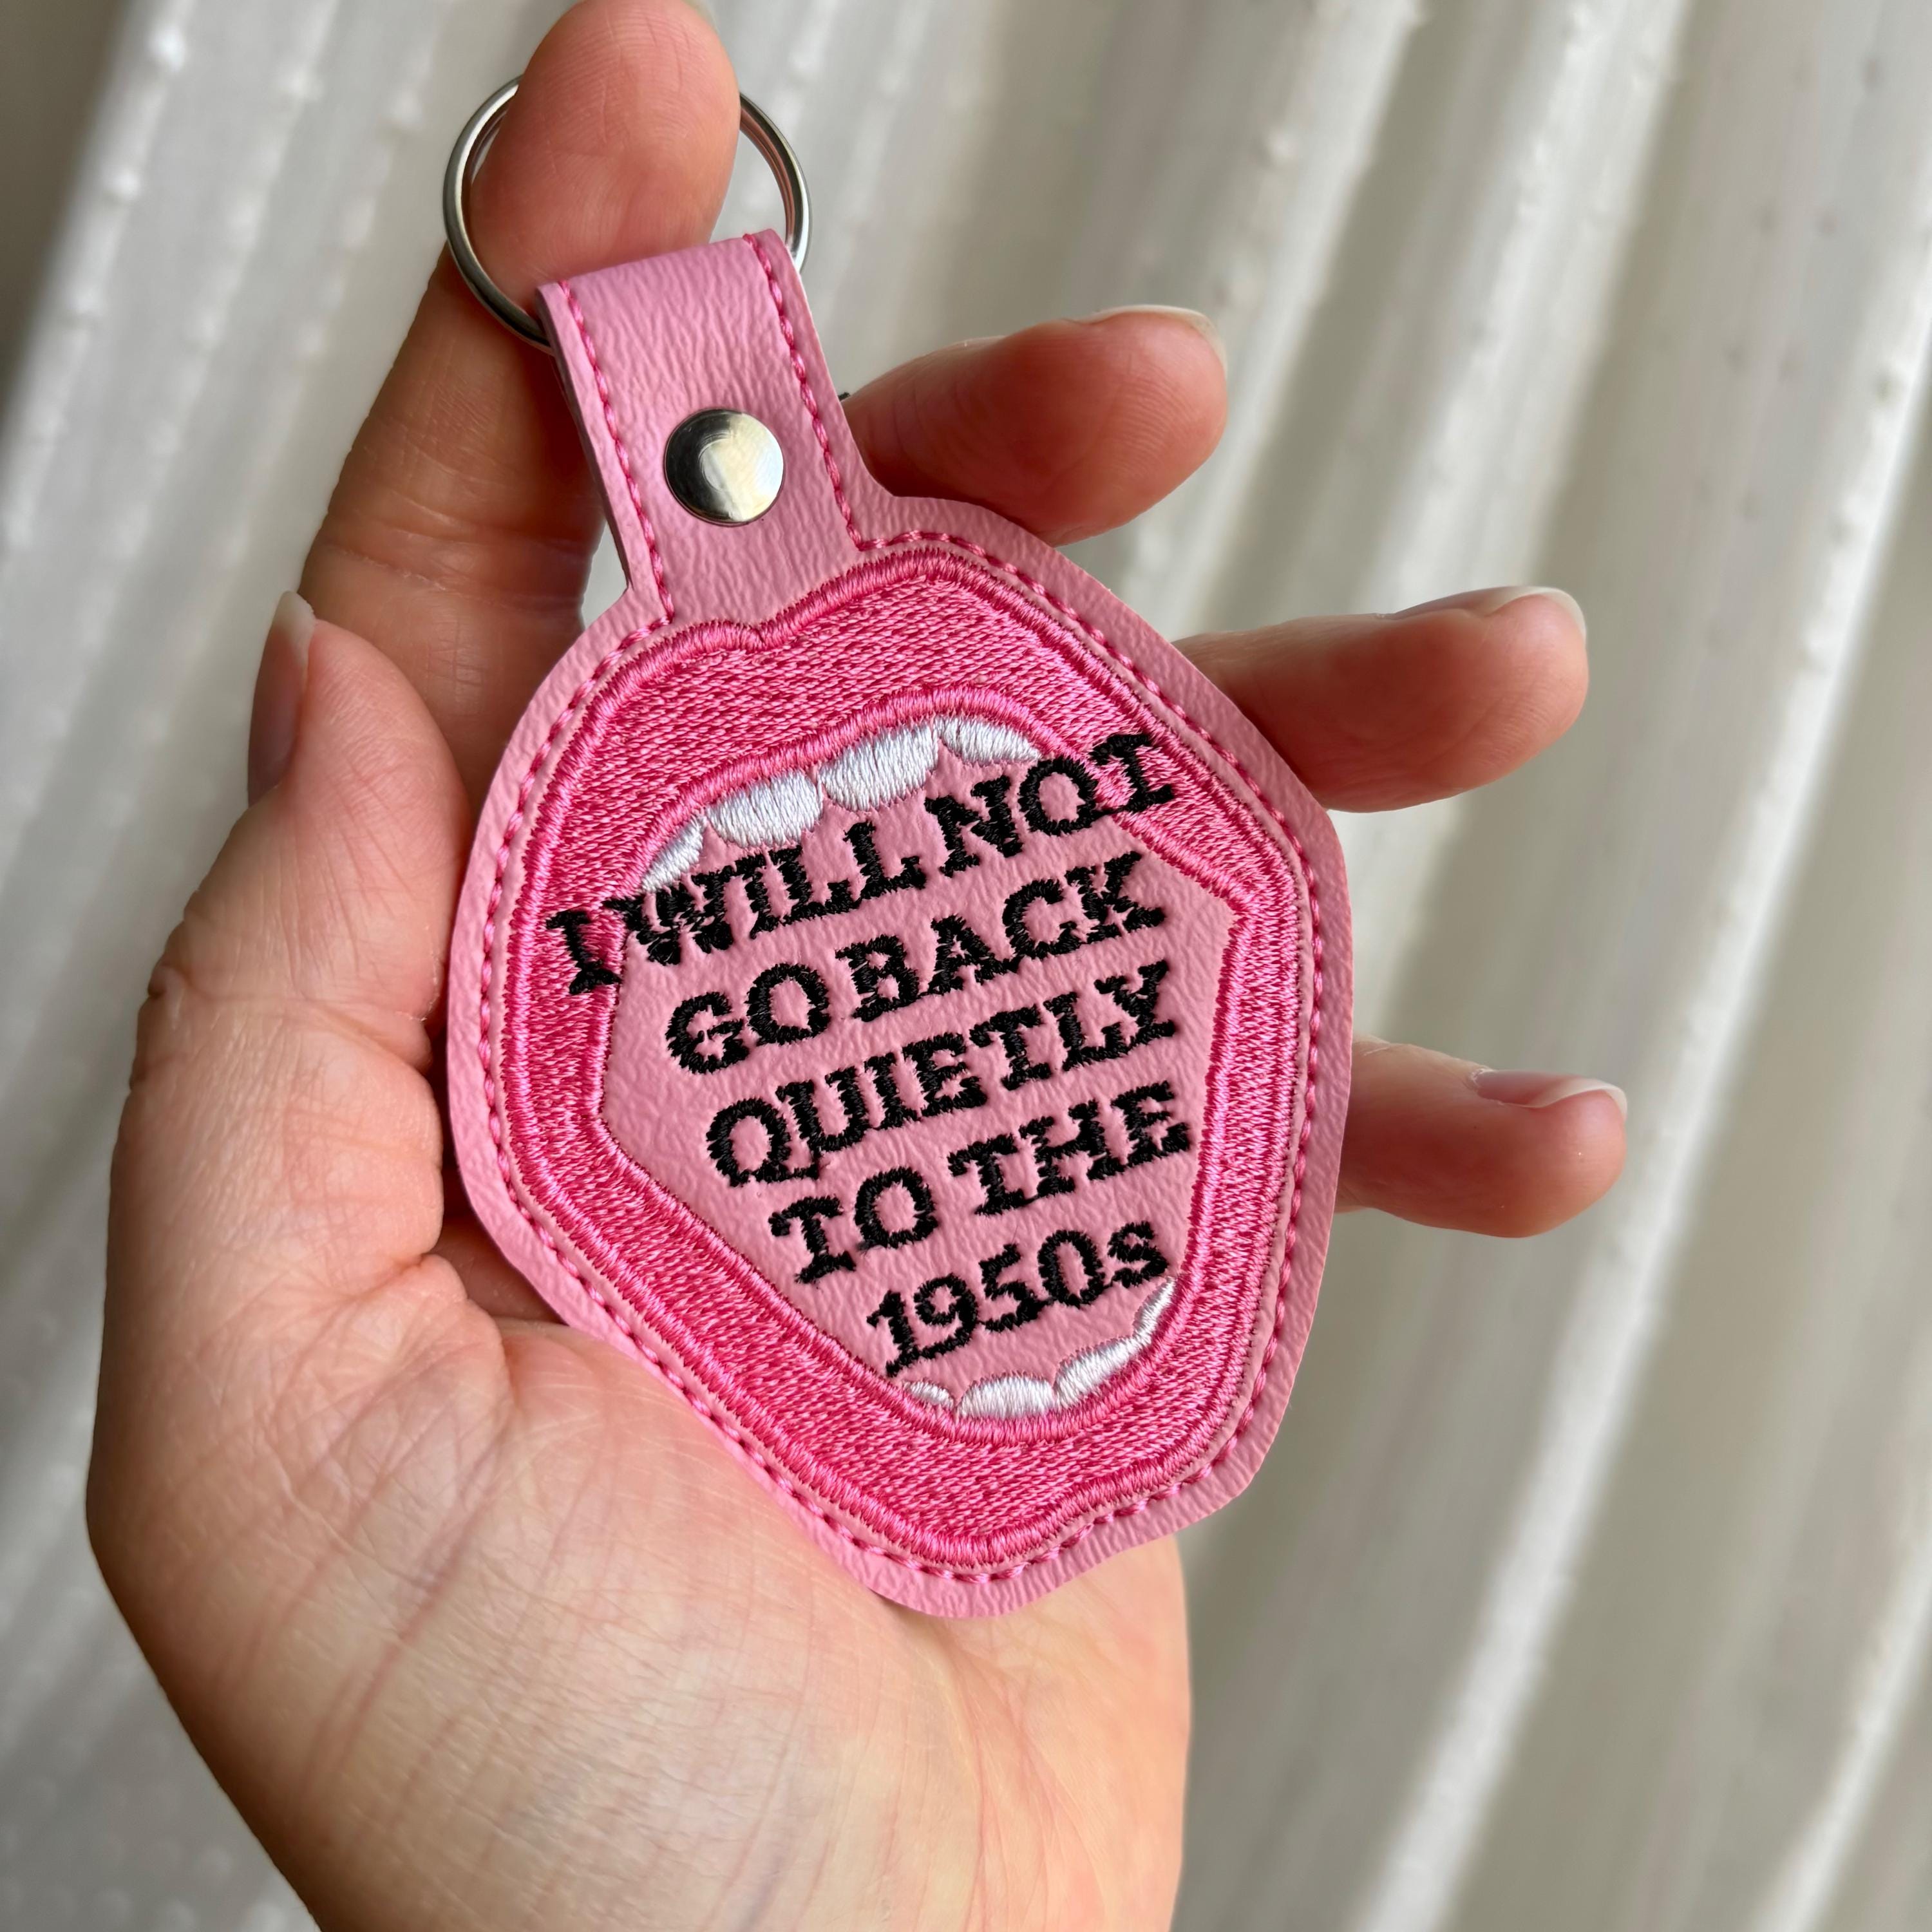 I WILL NOT
GO BACK
QUIETLY
TO THE
1950s